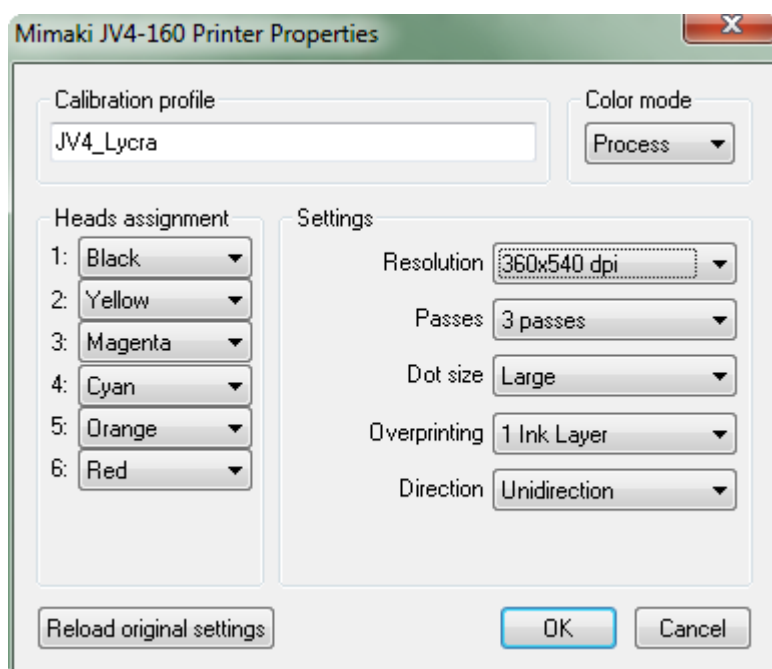 Mimaki JV4-160 Printer Properties
Calibration profile
JV4_Lycra
Color mode
Process
Heads assignment
1: Black
2: Yellow
3: Magenta
4: Cyan
5: Orange
6: Red
Settings
Resolution 360x540 dpi
Passes 3 passes
Dot size Large
Overprinting 1 Ink Layer
Direction Unidirection
Reload original settings
OK
Cancel